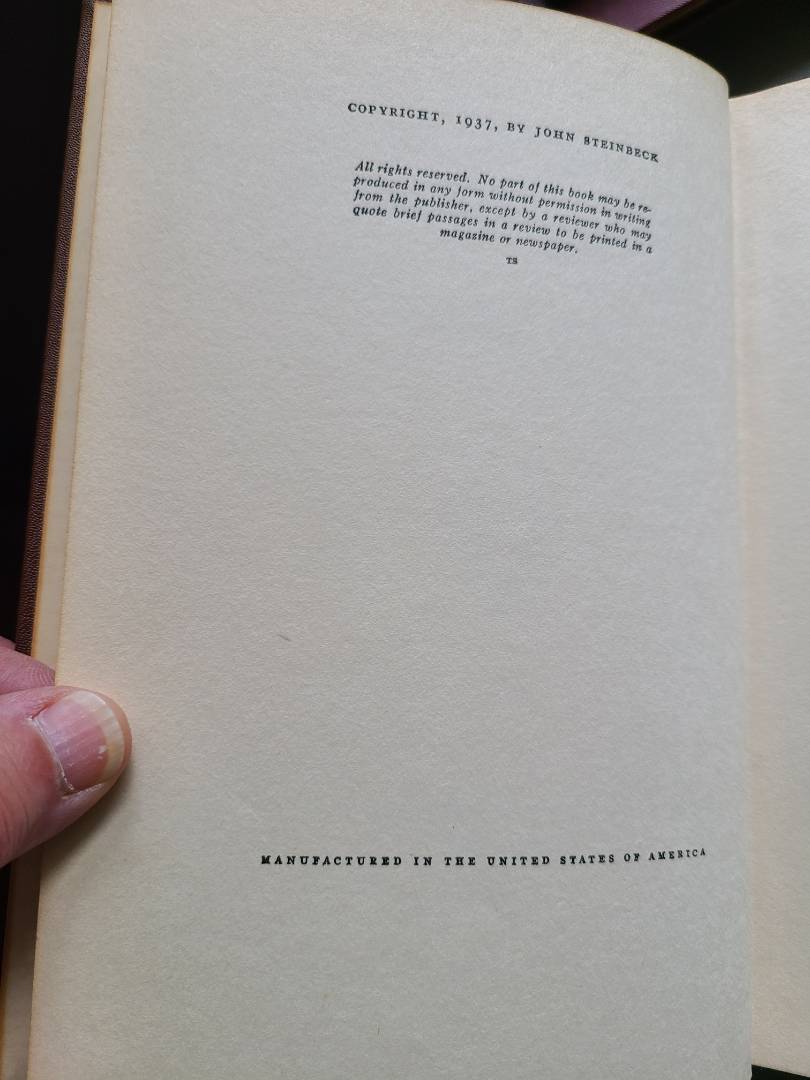 COPYRIGHT, 1937, BY JOHN STEINBECK
All rights reserved. No part of this book may be re-
produced in any form without permission in writing
from the publisher, except by a reviewer who may
quote brief passages in a review to be printed in a
magazine or newspaper.
TS
MANUFACTURED IN THE UNITED STATES OF AMERICA